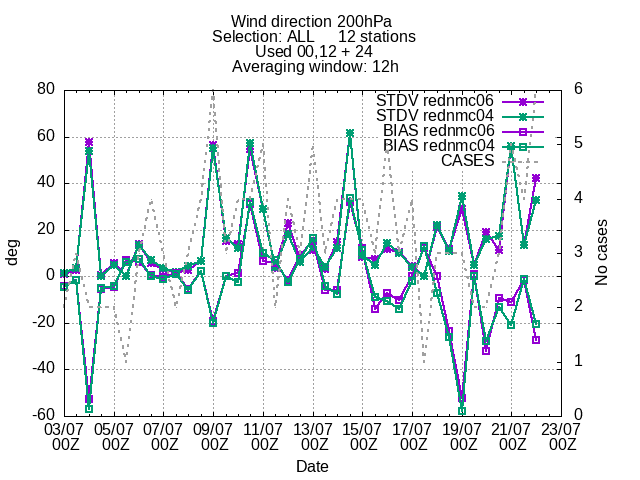 Wind direction 200hPa
Selection: ALL 12 stations
Used 00,12 + 24
Averaging window: 12h
80 6
STDV rednmc06
STDV rednmc04
BIAS rednmc06
BIAS rednmc04
CASES
60 5
40 4
20 3
0
-20 2
-40 1
-60 0
deg
No cases
03/07 05/07 07/07 09/07 11/07 13/07 15/07 17/07 19/07 21/07 23/07
00Z 00Z 00Z 00Z 00Z 00Z 00Z 00Z 00Z 00Z 00Z
Date